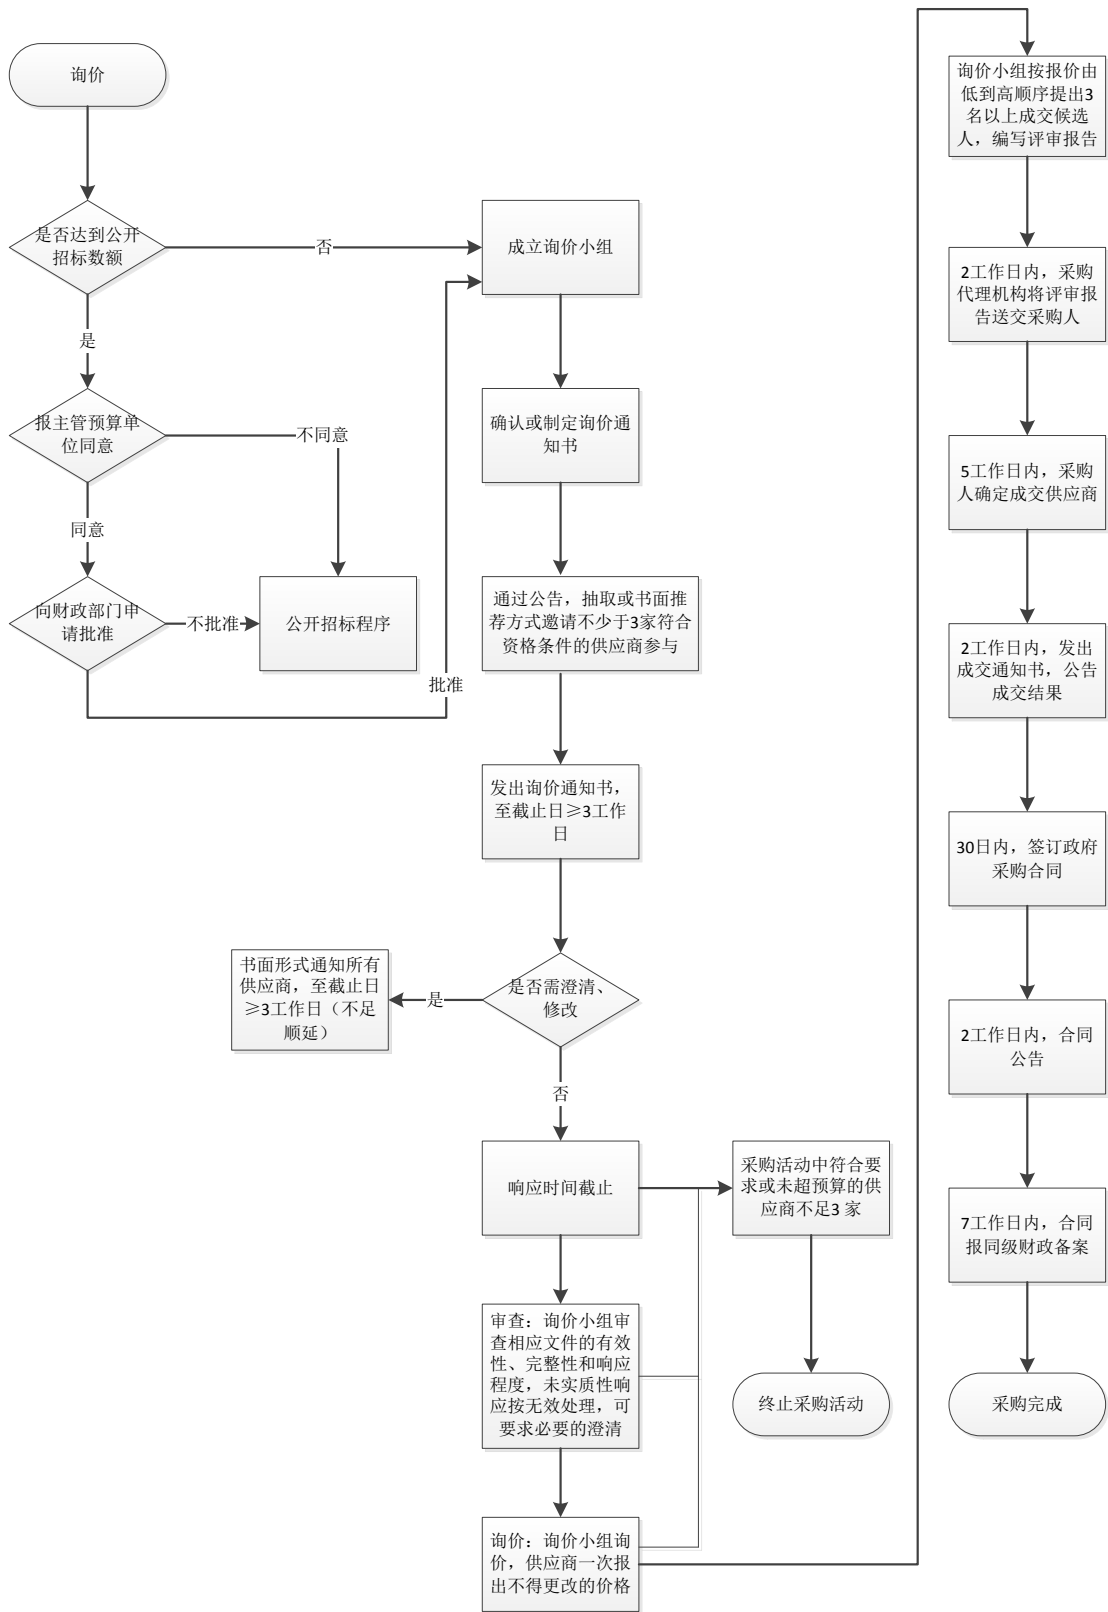 询价
是否达到公开
招标数额
否
是
报主管预算单
位同意
不同意
同意
向财政部门申
请批准
不批准
公开招标程序
批准
成立询价小组
确认或制定询价通
知书
通过公告，抽取或书面推
荐方式邀请不少于3家符合
资格条件的供应商参与
发出询价通知书，
至截止日≥3工作
日
是否需澄清、
修改
是
书面形式通知所有
供应商，至截止日
≥3工作日（不足
顺延）
否
响应时间截止
采购活动中符合要
求或未超预算的供
应商不足3 家
终止采购活动
审查：询价小组审
查相应文件的有效
性、完整性和响应
程度，未实质性响
应按无效处理，可
要求必要的澄清
询价：询价小组询
价，供应商一次报
出不得更改的价格
询价小组按报价由
低到高顺序提出3
名以上成交候选
人，编写评审报告
2工作日内，采购
代理机构将评审报
告送交采购人
5工作日内，采购
人确定成交供应商
2工作日内，发出
成交通知书，公告
成交结果
30日内，签订政府
采购合同
2工作日内，合同
公告
7工作日内，合同
报同级财政备案
采购完成